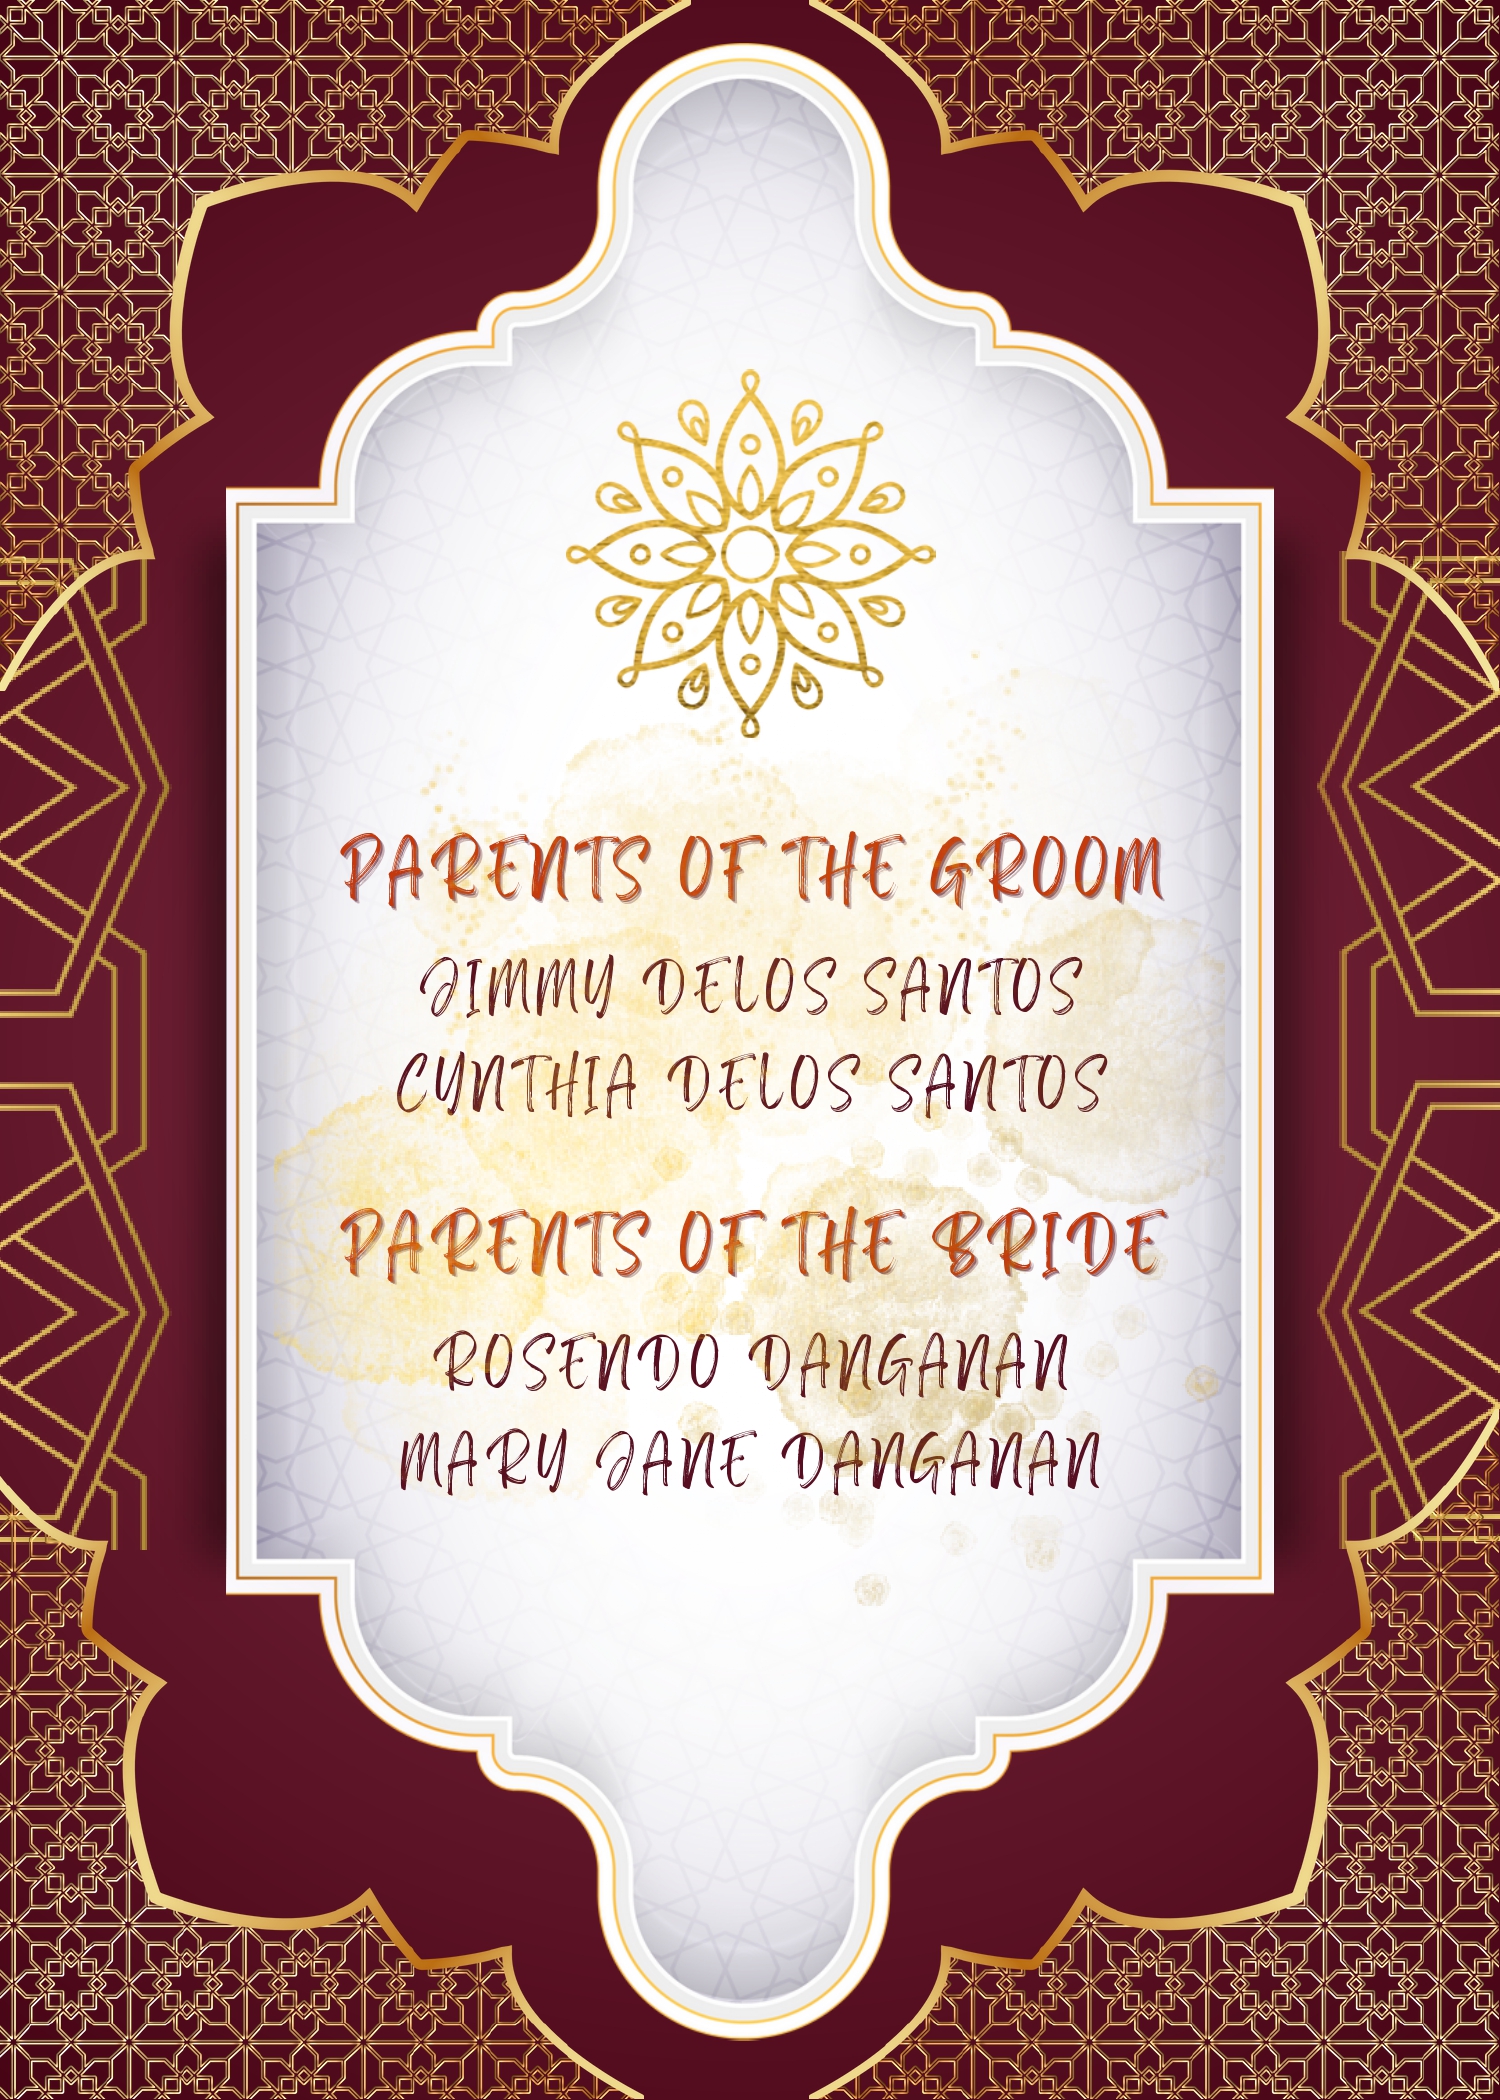 PARENTS OF THE GROOM
JIMMY DELOS SANTOS
CYNTHIA DELOS SANTOS
PARENTS OF THE BRIDE
ROSENDO DANGANAN
MARY JANE DANGANAN